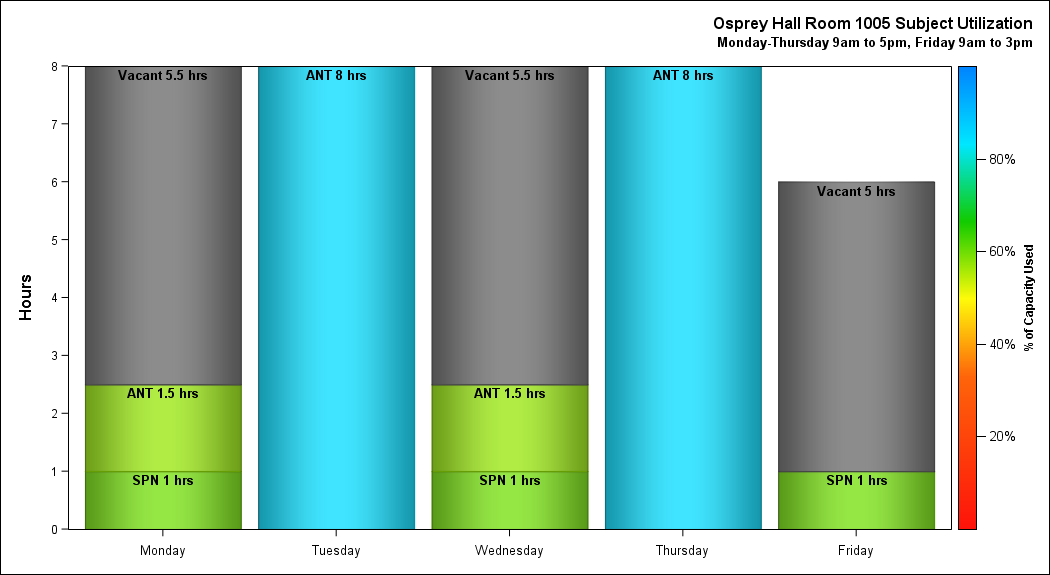 Osprey Hall Room 1005 Subject Utilization
Monday-Thursday 9am to 5pm, Friday 9am to 3pm
Hours
8
7
6
5
4
3
2
1
0
Vacant 5.5 hrs
ANT 1.5 hrs
SPN 1 hrs
ANT 8 hrs
Vacant 5.5 hrs
ANT 1.5 hrs
SPN 1 hrs
ANT 8 hrs
Vacant 5 hrs
SPN 1 hrs
Monday
Tuesday
Wednesday
Thursday
Friday
80%
60%
40%
20%
% of Capacity Used